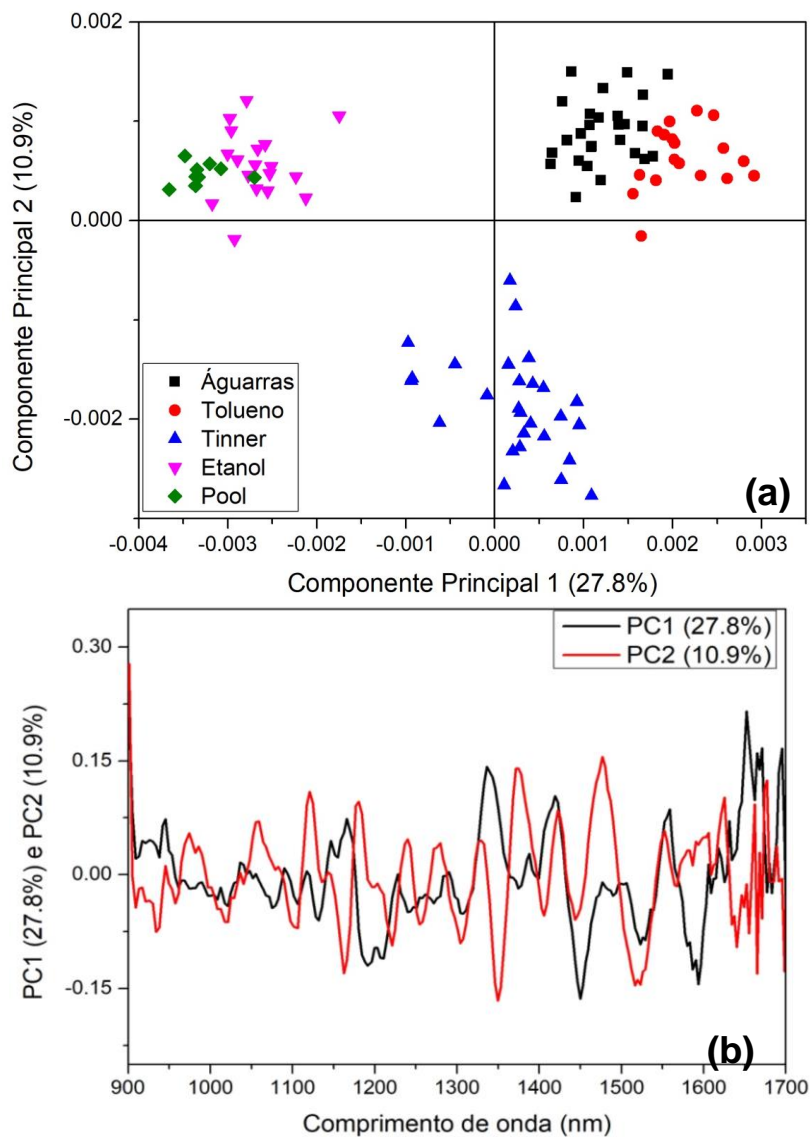 0.002
0.000
-0.002
Componente Principal 2 (10.9%)
Águarras
Tolueno
Tinner
Etanol
Pool
(a)
-0.004
-0.003
-0.002
-0.001
0.000
0.001
0.002
0.003
Componente Principal 1 (27.8%)
PC1 (27.8%)
PC2 (10.9%)
0.30
0.15
0.00
-0.15
PC1 (27.8%) e PC2 (10.9%)
(b)
900
1000
1100
1200
1300
1400
1500
1600
1700
Comprimento de onda (nm)